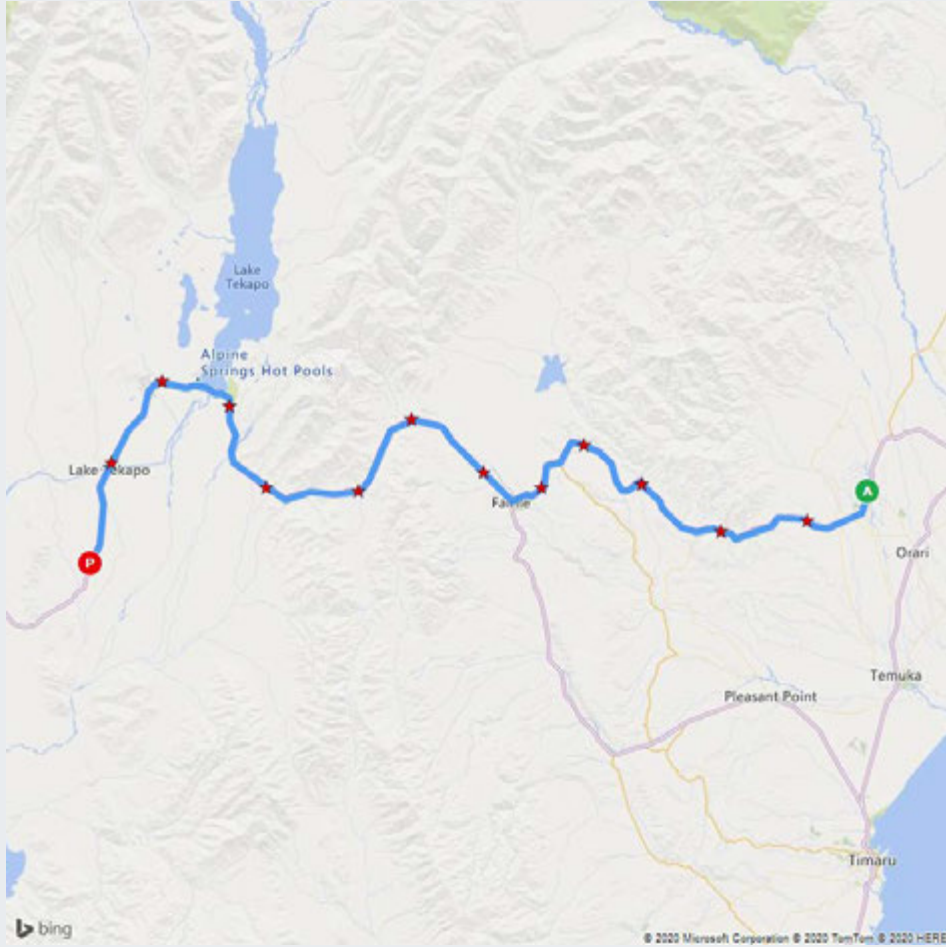 Lake
Tekapo
Alpine
Springs Hot Pools
Lake Tekapo
P
Fairlie
A
Orari
Temuka
Pleasant Point
Timaru
bing
© 2020 Microsoft Corporation © 2020 TomTom © 2020 HERE